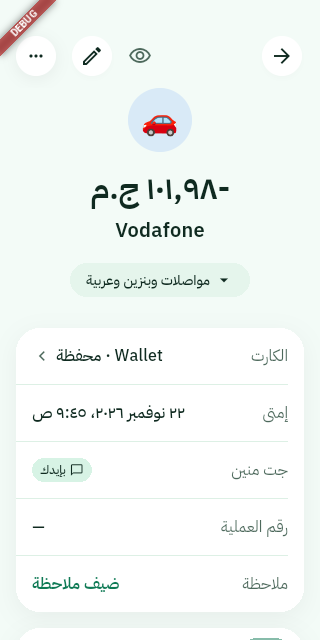 DEBUG
-١٠١,٩٨ ج.م
Vodafone
مواصلات وبنزين وعربية
الكارت
Wallet · محفظة
إمتى
٢٢ نوفمبر ٢٠٢٦، ٩:٤٥ ص
جت منين
بإيدك
رقم العملية
—
ملاحظة
ضيف ملاحظة